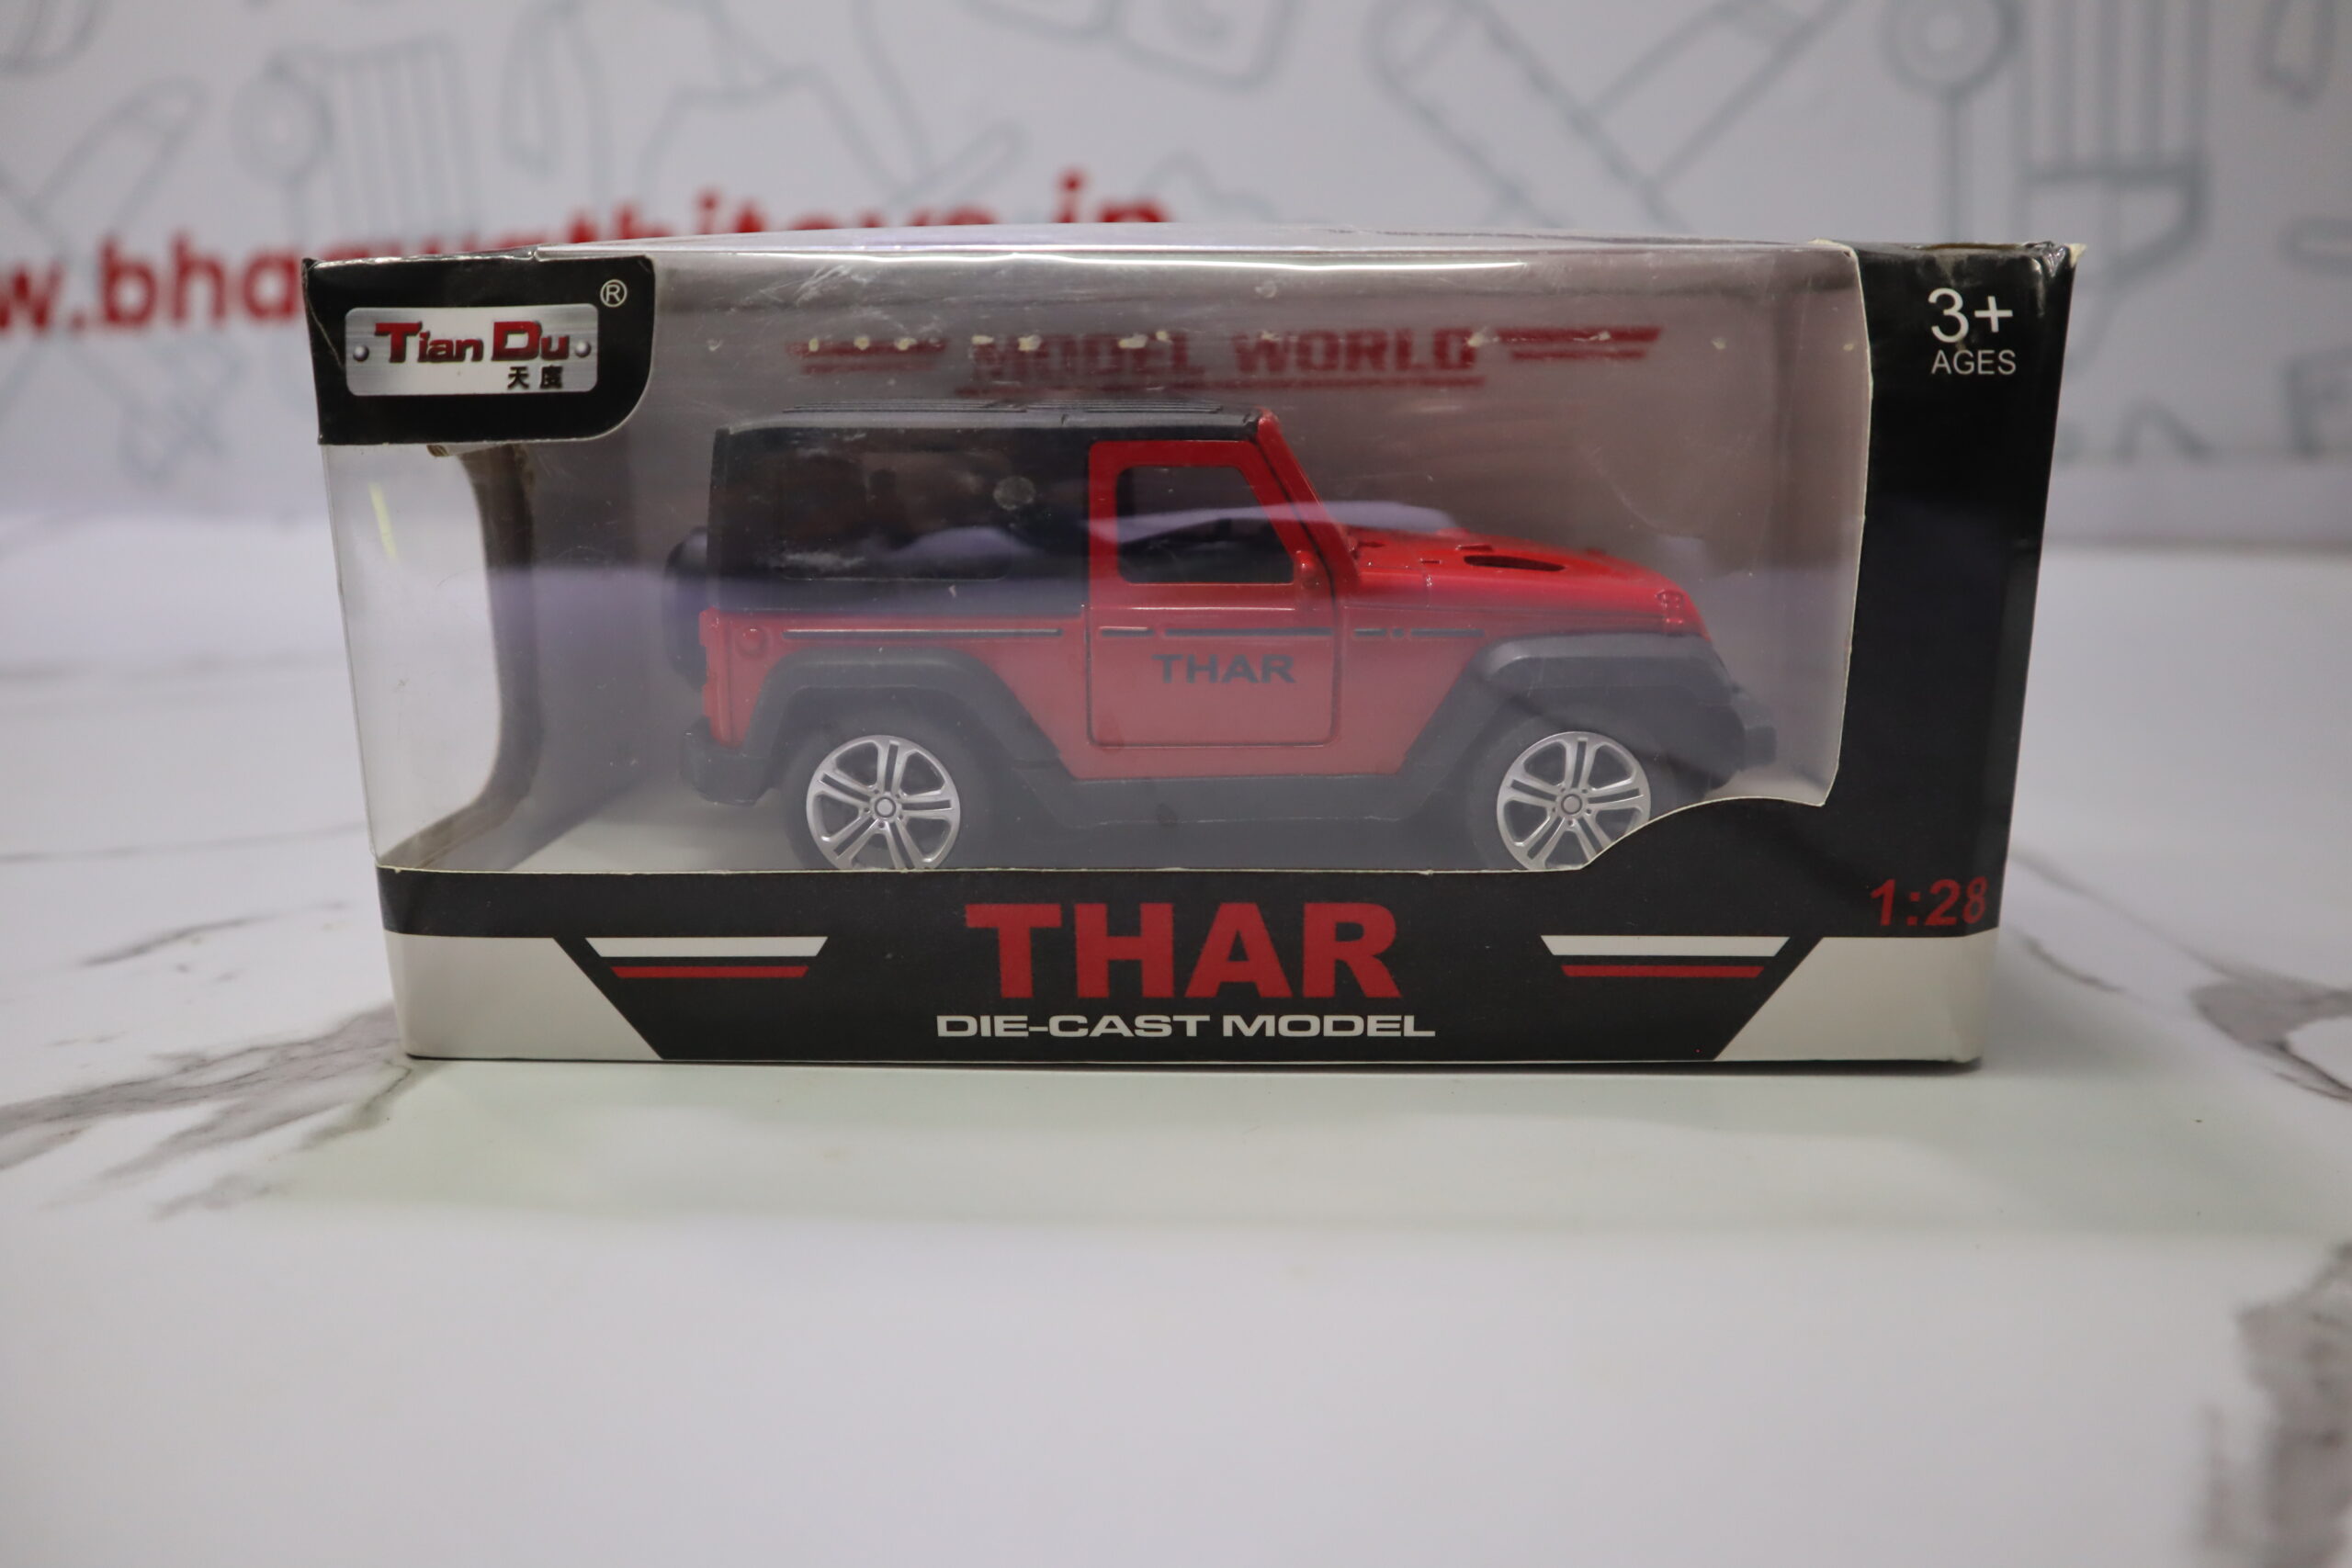 Tian Du ®
天度
MODEL WORLD
3+
AGES
THAR
1:28
THAR
DIE-CAST MODEL